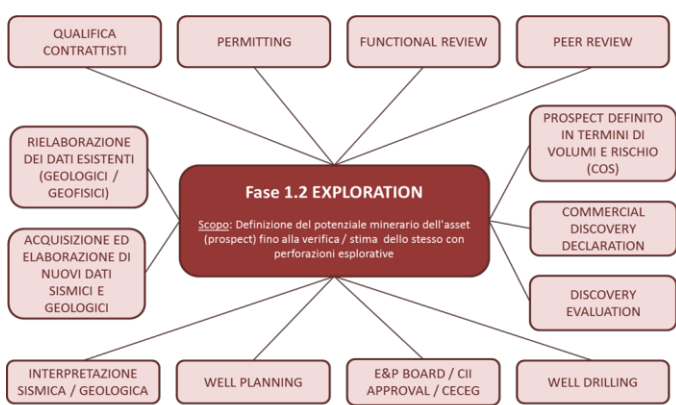 QUALIFICA
CONTRATTISTI
PERMITTING
FUNCTIONAL REVIEW
PEER REVIEW
RIELABORAZIONE
DEI DATI ESISTENTI
(GEOLOGICI /
GEOFISICI)
PROSPECT DEFINITO
IN TERMINI DI
VOLUMI E RISCHIO
(COS)
Fase 1.2 EXPLORATION
Scopo: Definizione del potenziale minerario dell'asset
(prospect) fino alla verifica / stima dello stesso con
perforazioni esplorative
ACQUISIZIONE ED
ELABORAZIONE DI
NUOVI DATI
SISMICI E
GEOLOGICI
COMMERCIAL
DISCOVERY
DECLARATION
DISCOVERY
EVALUATION
INTERPRETAZIONE
SISMICA / GEOLOGICA
WELL PLANNING
E&P BOARD / CII
APPROVAL / CECEG
WELL DRILLING